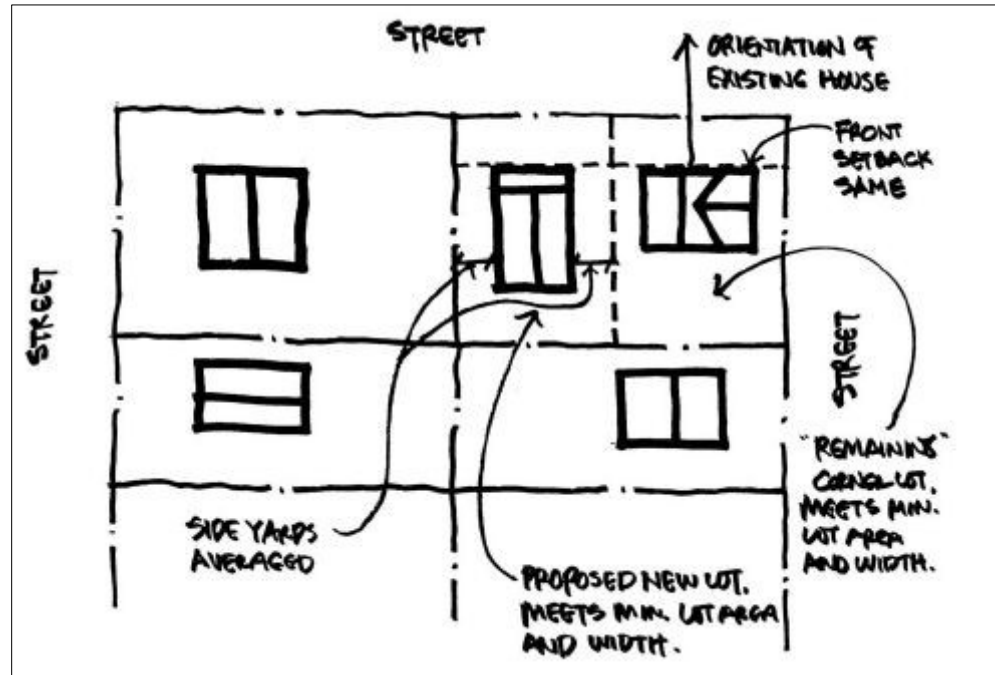 STREET
ORIENTATION OF
EXISTING HOUSE
FRONT
SETBACK
SAME
STREET
STREET
"REMAINING"
CORNER LOT.
MEETS MIN.
LOT AREA
AND WIDTH.
SIDE YARDS
AVERAGED
PROPOSED NEW LOT.
MEETS MIN. LOT AREA
AND WIDTH.